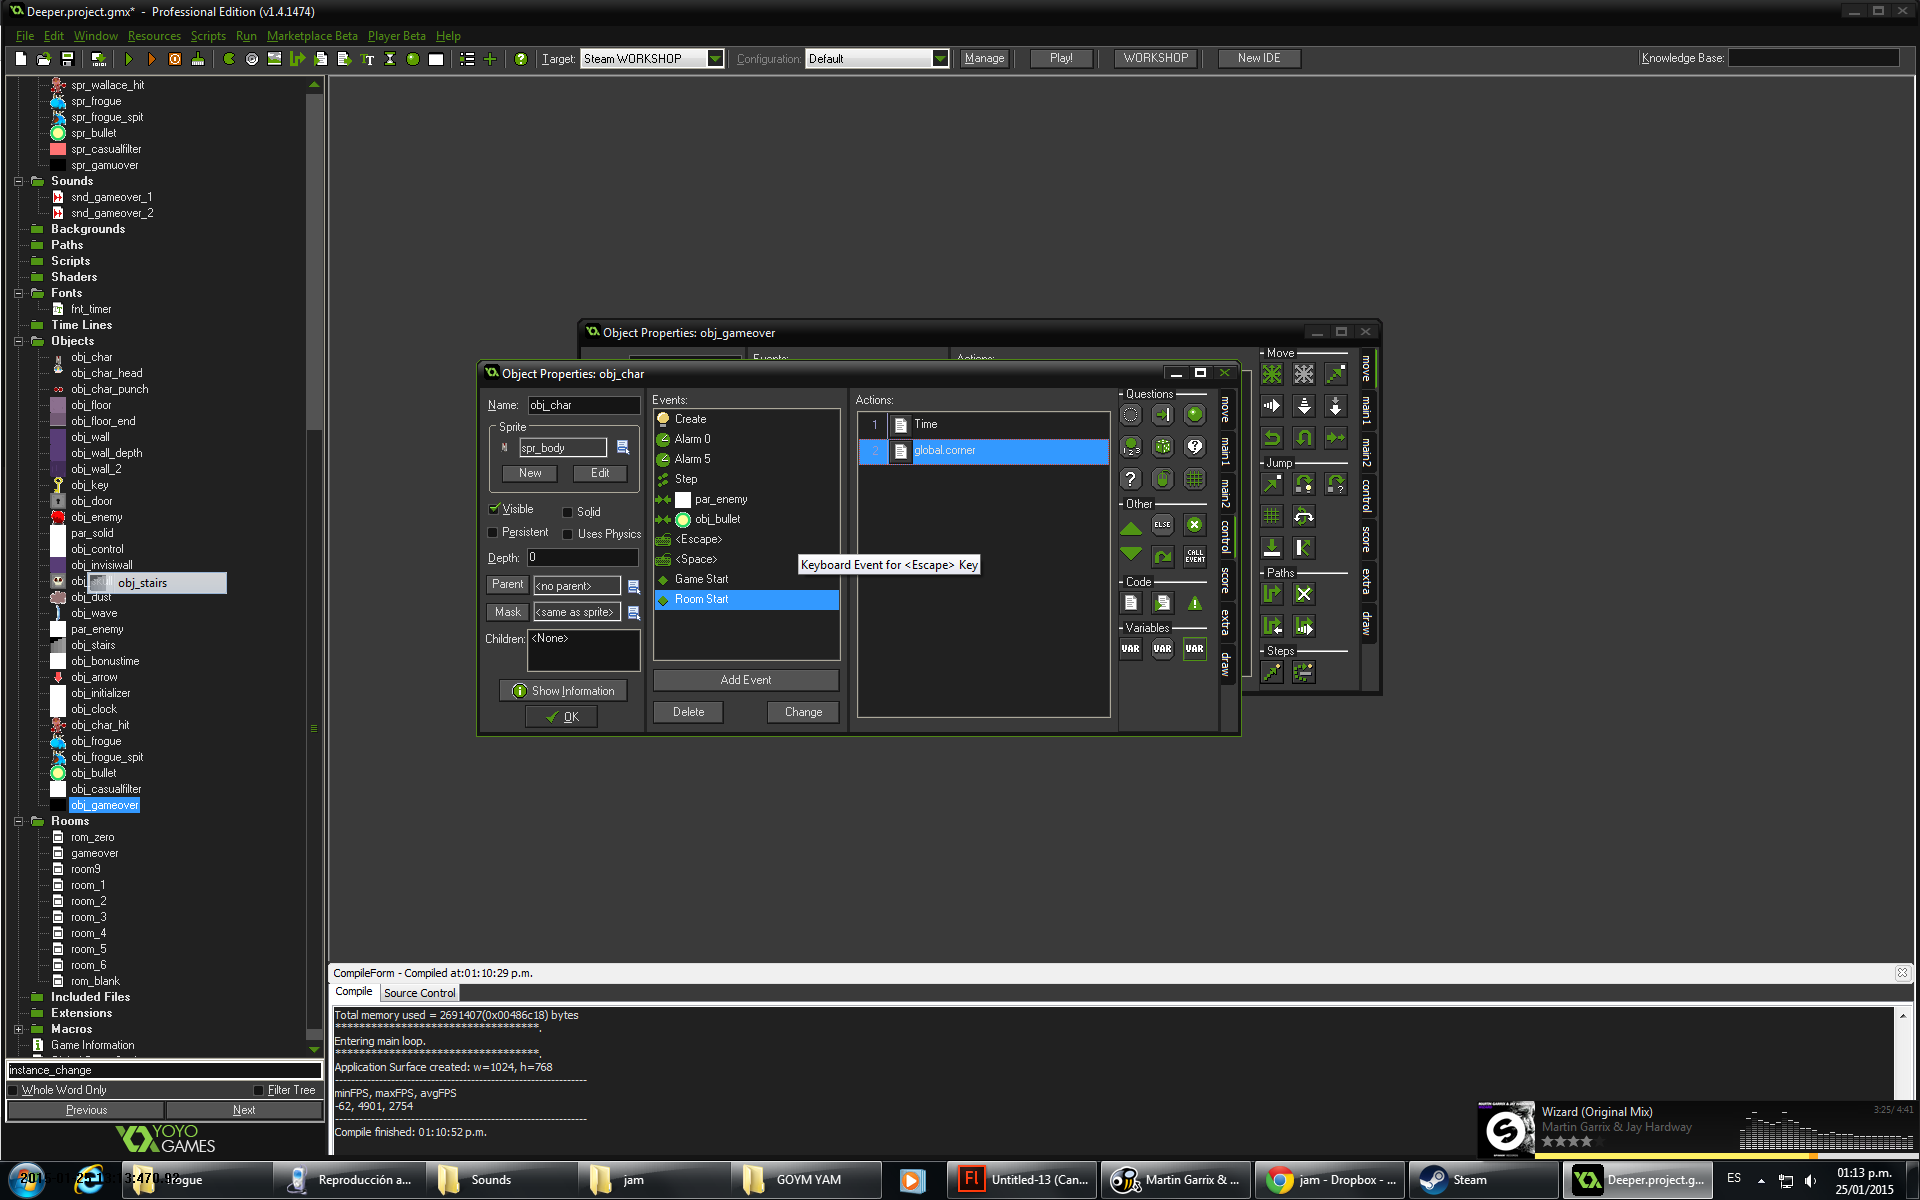 Deeper.project.gmx* - Professional Edition (v1.4.1474)
File Edit Window Resources Scripts Run Marketplace Beta Player Beta Help
Target: Steam WORKSHOP Configuration: Default Manage Play! WORKSHOP New IDE Knowledge Base:
spr_wallace_hit
spr_frogue
spr_frogue_spit
spr_bullet
spr_casualfilter
spr_gamuover
Sounds
snd_gameover_1
snd_gameover_2
Backgrounds
Paths
Scripts
Shaders
Fonts
fnt_timer
Time Lines
Objects
obj_char
obj_char_head
obj_char_punch
obj_floor
obj_floor_end
obj_wall
obj_wall_depth
obj_wall_2
obj_key
obj_door
obj_enemy
par_solid
obj_control
obj_invisiwall
obj_stairs
obj_dust
obj_wave
par_enemy
obj_stairs
obj_bonustime
obj_arrow
obj_initializer
obj_clock
obj_char_hit
obj_frogue
obj_frogue_spit
obj_bullet
obj_casualfilter
obj_gameover
Rooms
rom_zero
gameover
room9
room_1
room_2
room_3
room_4
room_5
room_6
rom_blank
Included Files
Extensions
Macros
Game Information
instance_change
Whole Word Only Filter Tree
Previous Next
YOYO GAMES
Object Properties: obj_gameover
Events: Actions:
Move
Jump
Paths
Steps
move
main1
main2
control
score
extra
draw
Object Properties: obj_char
Name: obj_char
Sprite
spr_body
New Edit
Visible Solid
Persistent Uses Physics
Depth: 0
Parent <no parent>
Mask <same as sprite>
Children: <None>
Show Information
OK
Events:
Create
Alarm 0
Alarm 5
Step
par_enemy
obj_bullet
<Escape>
<Space>
Game Start
Room Start
Add Event
Delete Change
Keyboard Event for <Escape> Key
Actions:
1 Time
2 global.corner
Questions
Other
ELSE
CALL EVENT
Code
Variables
VAR VAR VAR
move
main1
main2
control
score
extra
draw
CompileForm - Compiled at:01:10:29 p.m.
Compile Source Control
Total memory used = 2691407(0x00486c18) bytes
***********************************.
Entering main loop.
***********************************.
Application Surface created: w=1024, h=768
minFPS, maxFPS, avgFPS
-62, 4901, 2754
Compile finished: 01:10:52 p.m.
Wizard (Original Mix) 3:25/ 4:41
Martin Garrix & Jay Hardway
Reproducción a...
Sounds
jam
GOYM YAM
Untitled-13 (Can...
Martin Garrix & ...
jam - Dropbox - ...
Steam
Deeper.project.g...
ES
01:13 p.m.
25/01/2015